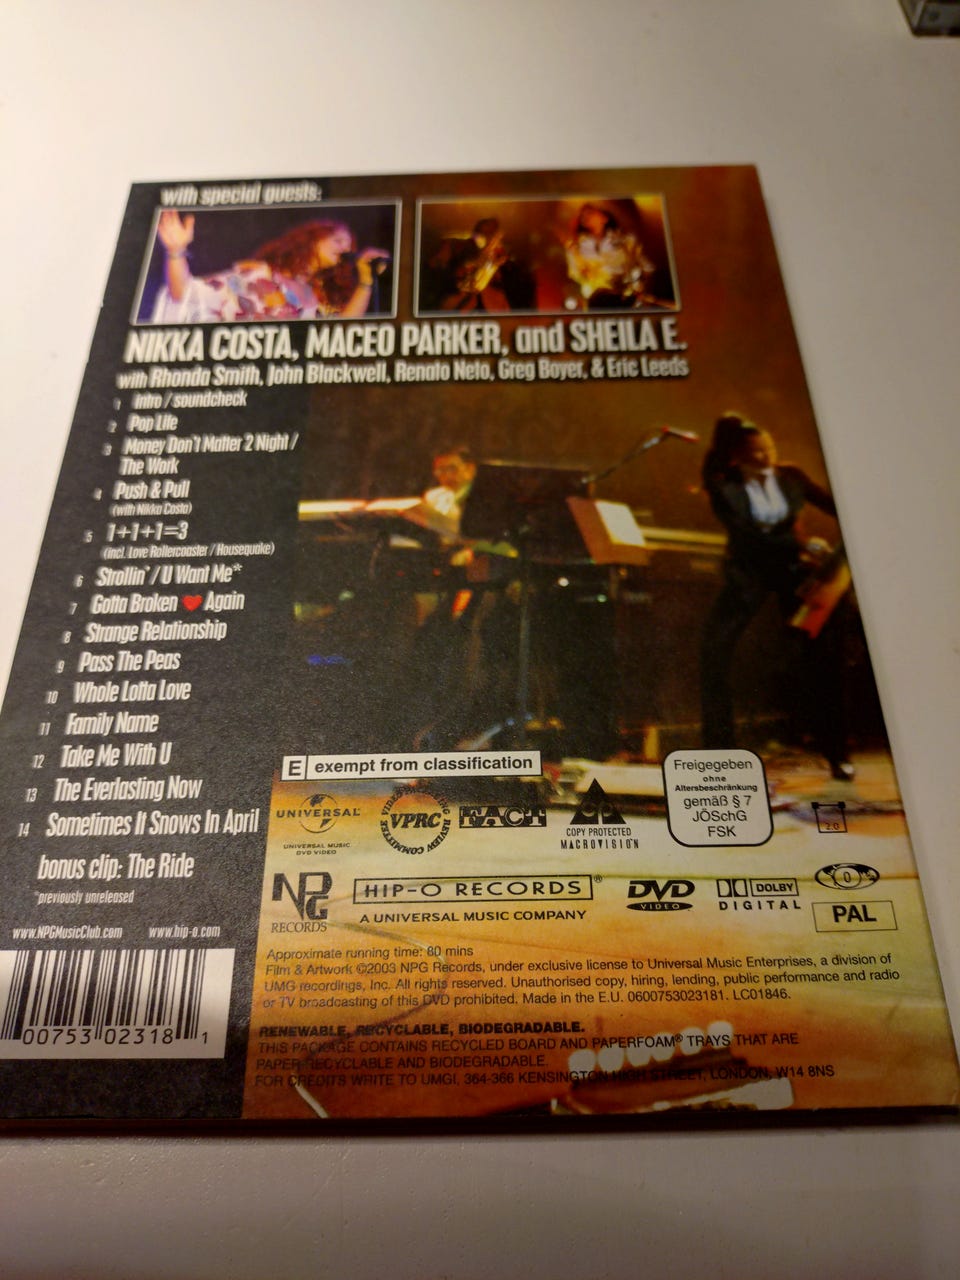 with special guests:
NIKKA COSTA, MACEO PARKER, and SHEILA E.
with Rhonda Smith, John Blackwell, Renato Neto, Greg Boyer, & Eric Leeds
1 Intro / soundcheck
2 Pop Life
3 Money Don't Matter 2 Night /
The Work
4 Push & Pull
(with Nikka Costa)
5 1+1+1=3
(incl. Love Rollercoaster / Housequake)
6 Strollin' / U Want Me*
7 Gotta Broken ♥ Again
8 Strange Relationship
9 Pass The Peas
10 Whole Lotta Love
11 Family Name
12 Take Me With U
13 The Everlasting Now
14 Sometimes It Snows In April
bonus clip: The Ride
*previously unreleased
www.NPGMusicClub.com www.hip-o.com
00753 02318 1
E exempt from classification
UNIVERSAL
UNIVERSAL MUSIC
DVD VIDEO
VIDEO PACKAGING REVIEW COMMITTEE
VPRC
FACT
COPY PROTECTED
MACROVISION
Freigegeben
ohne
Altersbeschränkung
gemäß § 7
JÖSchG
FSK
2.0
NPG
RECORDS
HIP-O RECORDS®
A UNIVERSAL MUSIC COMPANY
DVD
VIDEO
DOLBY
DIGITAL
0
PAL
Approximate running time: 80 mins
Film & Artwork ©2003 NPG Records, under exclusive license to Universal Music Enterprises, a division of
UMG recordings, Inc. All rights reserved. Unauthorised copy, hiring, lending, public performance and radio
or TV broadcasting of this DVD prohibited. Made in the E.U. 0600753023181. LC01846.
RENEWABLE, RECYCLABLE, BIODEGRADABLE.
THIS PACKAGE CONTAINS RECYCLED BOARD AND PAPERFOAM® TRAYS THAT ARE
PAPER RECYCLABLE AND BIODEGRADABLE.
FOR CREDITS WRITE TO UMGI, 364-366 KENSINGTON HIGH STREET, LONDON, W14 8NS